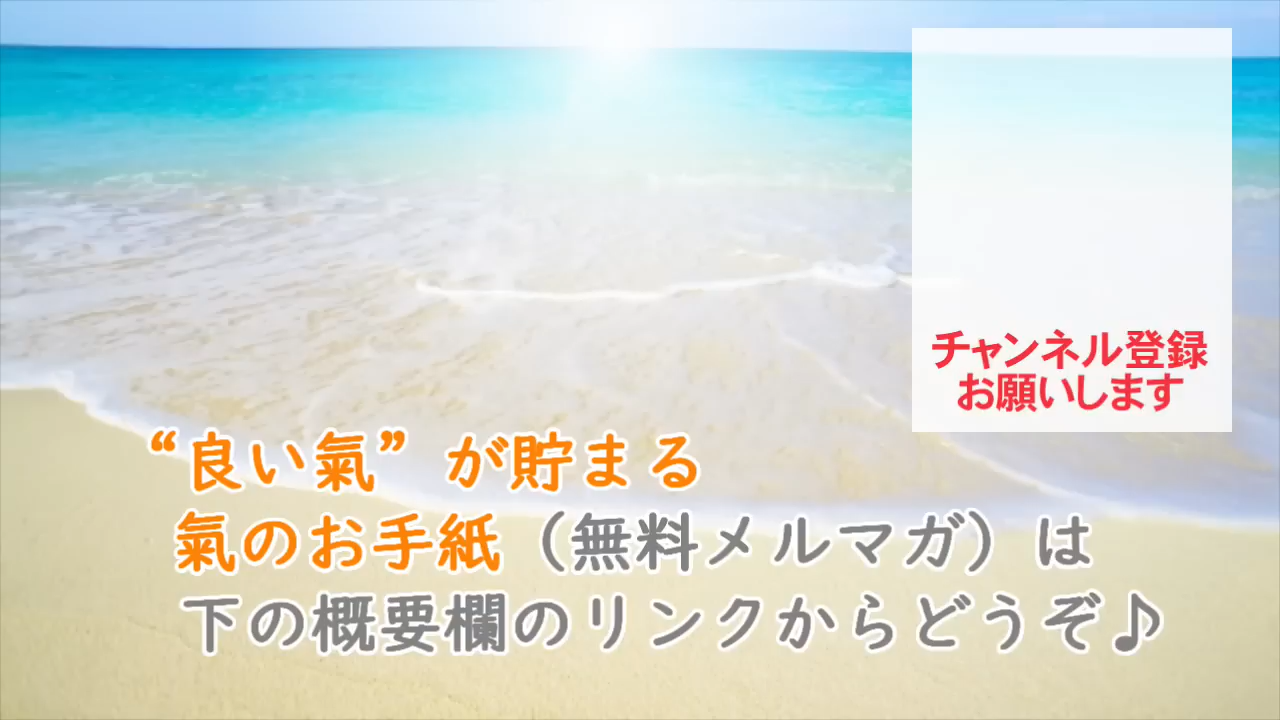 チャンネル登録
お願いします
“良い氣”が貯まる
氣のお手紙（無料メルマガ）は
下の概要欄のリンクからどうぞ♪